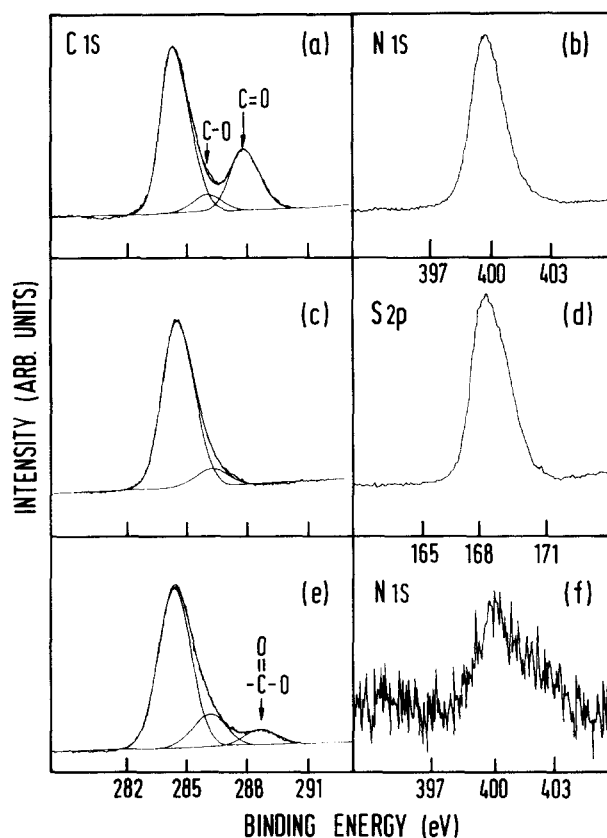 C 1S (a)
C-O
C=O
N 1S (b)
397 400 403
(c)
S 2p (d)
165 168 171
(e)
O
=
-C-O
N 1S (f)
282 285 288 291
397 400 403
BINDING ENERGY (eV)
INTENSITY (ARB. UNITS)